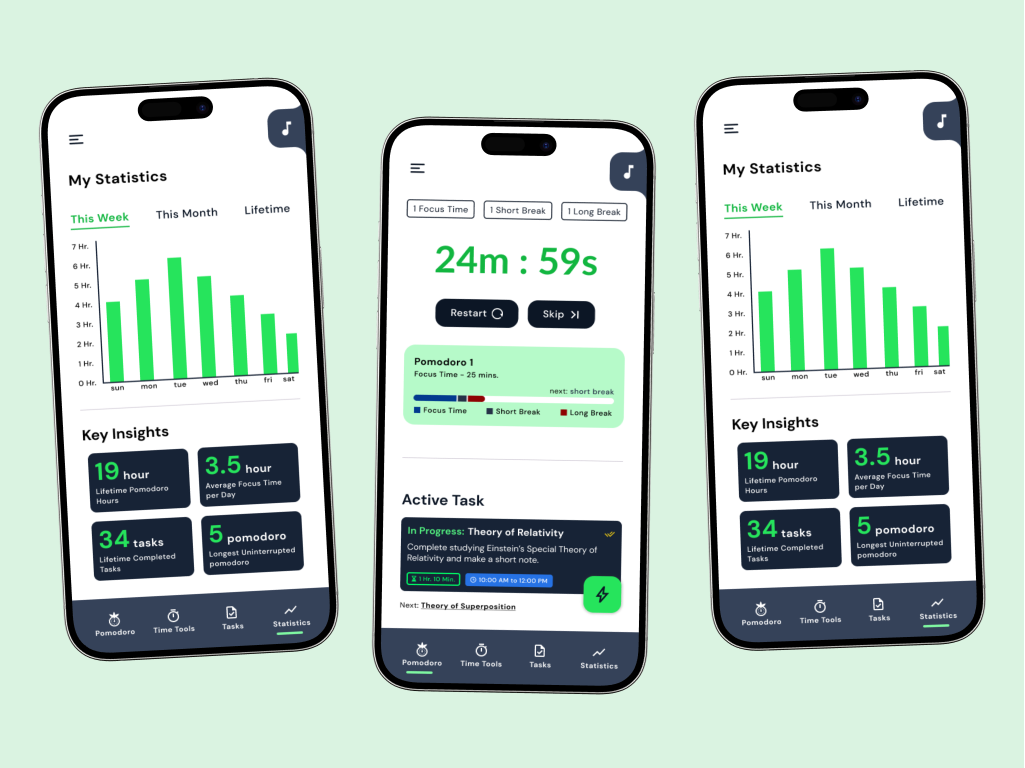 My Statistics
This Week This Month Lifetime
7 Hr.
6 Hr.
5 Hr.
4 Hr.
3 Hr.
2 Hr.
1 Hr.
0 Hr.
sun mon tue wed thu fri sat
Key Insights
19 hour
Lifetime Pomodoro
Hours
3.5 hour
Average Focus Time
per Day
34 tasks
Lifetime Completed
Tasks
5 pomodoro
Longest Uninterrupted
pomodoro
Pomodoro Time Tools Tasks Statistics
1 Focus Time 1 Short Break 1 Long Break
24m : 59s
Restart Skip
Pomodoro 1
Focus Time - 25 mins.
next: short break
Focus Time Short Break Long Break
Active Task
In Progress: Theory of Relativity
Complete studying Einstein's Special Theory of
Relativity and make a short note.
1 Hr. 10 Min. 10:00 AM to 12:00 PM
Next: Theory of Superposition
Pomodoro Time Tools Tasks Statistics
My Statistics
This Week This Month Lifetime
7 Hr.
6 Hr.
5 Hr.
4 Hr.
3 Hr.
2 Hr.
1 Hr.
0 Hr.
sun mon tue wed thu fri sat
Key Insights
19 hour
Lifetime Pomodoro
Hours
3.5 hour
Average Focus Time
per Day
34 tasks
Lifetime Completed
Tasks
5 pomodoro
Longest Uninterrupted
pomodoro
Pomodoro Time Tools Tasks Statistics